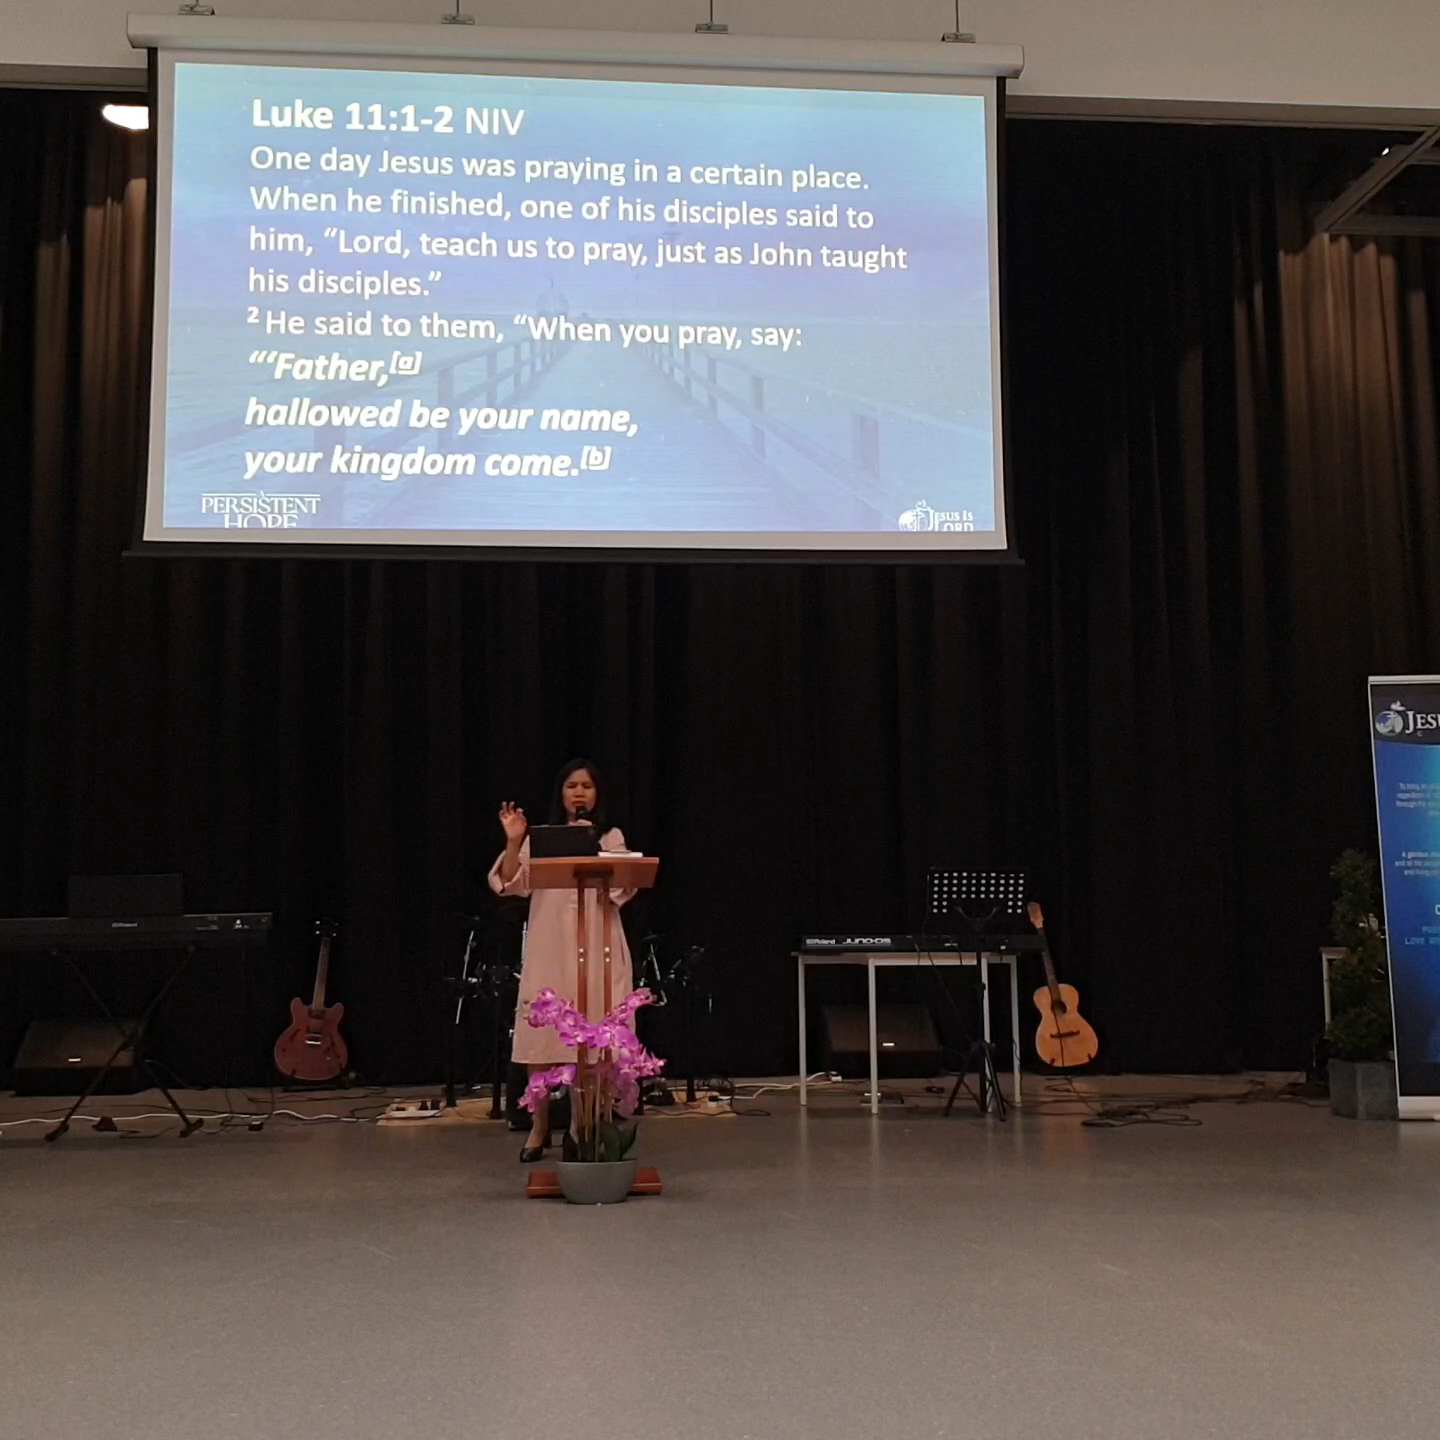 Luke 11:1-2 NIV
One day Jesus was praying in a certain place.
When he finished, one of his disciples said to
him, “Lord, teach us to pray, just as John taught
his disciples.”
2 He said to them, “When you pray, say:
“‘Father,[a]
hallowed be your name,
your kingdom come.[b]
PERSISTENT
HOPE
JESUS IS
LORD
Roland
Roland JUNO-DS